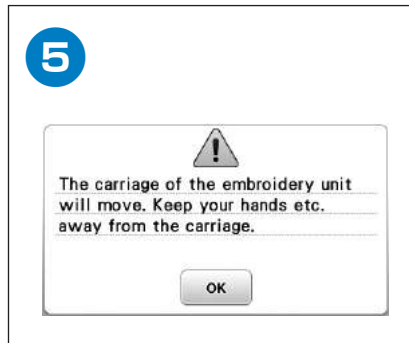 5
The carriage of the embroidery unit
will move. Keep your hands etc.
away from the carriage.
OK